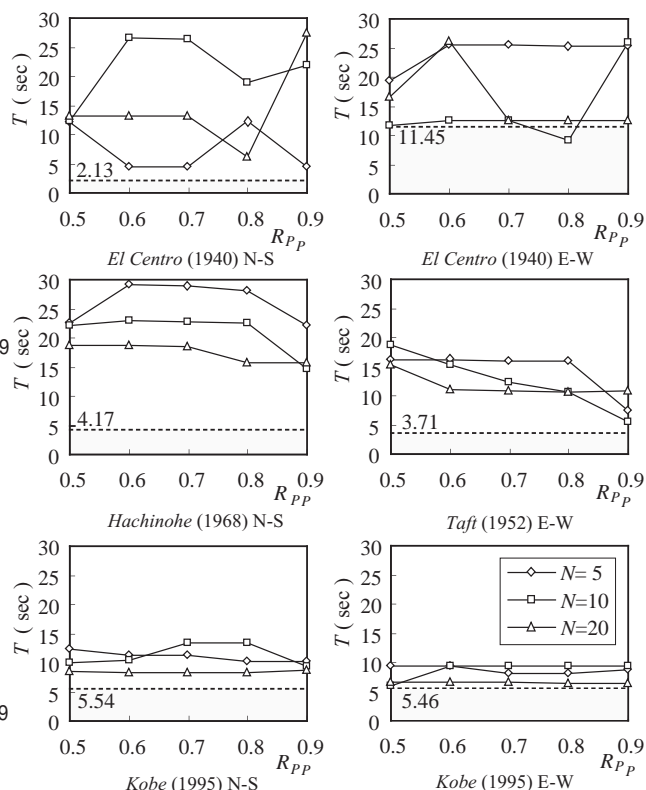 30
25
20
15
10
5
0
T ( sec )
2.13
0.5 0.6 0.7 0.8 0.9
R_PP
El Centro (1940) N-S
30
25
20
15
10
5
0
T ( sec )
11.45
0.5 0.6 0.7 0.8 0.9
R_PP
El Centro (1940) E-W
9
30
25
20
15
10
5
0
T ( sec )
4.17
0.5 0.6 0.7 0.8 0.9
R_PP
Hachinohe (1968) N-S
30
25
20
15
10
5
0
T ( sec )
3.71
0.5 0.6 0.7 0.8 0.9
R_PP
Taft (1952) E-W
9
30
25
20
15
10
5
0
T ( sec )
5.54
0.5 0.6 0.7 0.8 0.9
R_PP
Kobe (1995) N-S
30
25
20
15
10
5
0
T ( sec )
N= 5
N=10
N=20
5.46
0.5 0.6 0.7 0.8 0.9
R_PP
Kobe (1995) E-W